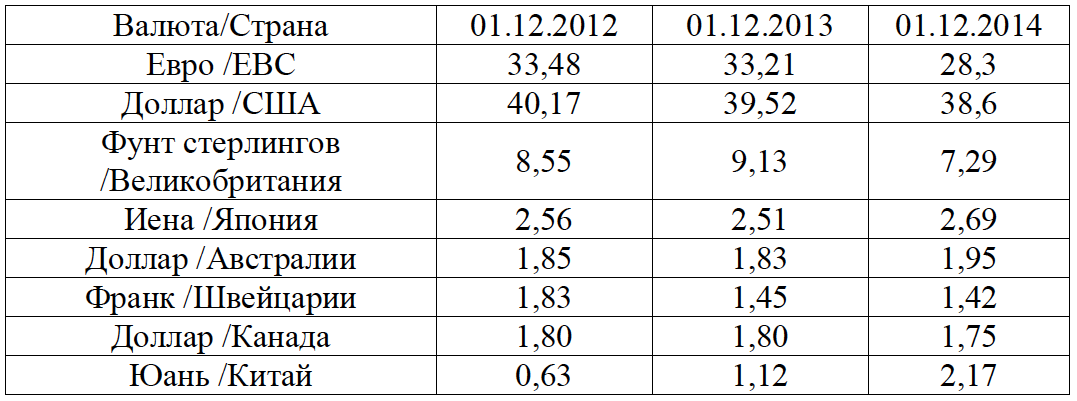 Валюта/Страна 01.12.2012 01.12.2013 01.12.2014
Евро /ЕВС 33,48 33,21 28,3
Доллар /США 40,17 39,52 38,6
Фунт стерлингов
/Великобритания 8,55 9,13 7,29
Иена /Япония 2,56 2,51 2,69
Доллар /Австралии 1,85 1,83 1,95
Франк /Швейцарии 1,83 1,45 1,42
Доллар /Канада 1,80 1,80 1,75
Юань /Китай 0,63 1,12 2,17